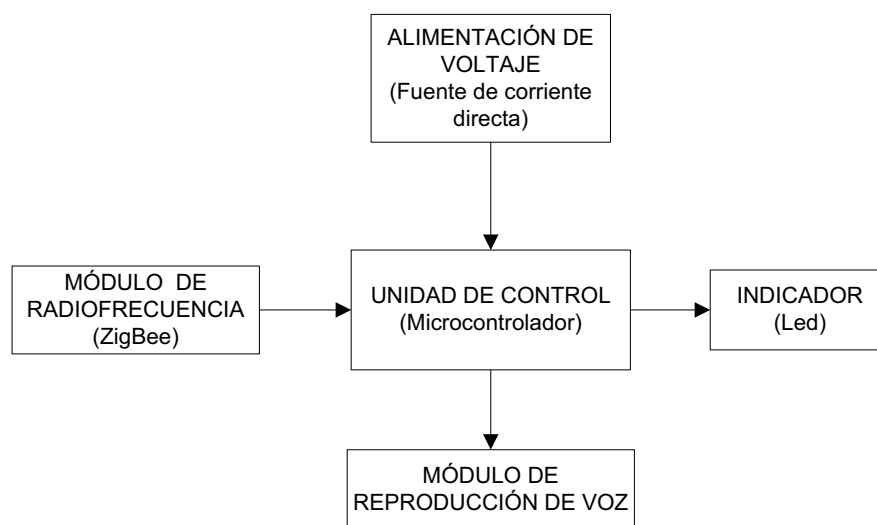 ALIMENTACIÓN DE
VOLTAJE
(Fuente de corriente
directa)
MÓDULO DE
RADIOFRECUENCIA
(ZigBee)
UNIDAD DE CONTROL
(Microcontrolador)
INDICADOR
(Led)
MÓDULO DE
REPRODUCCIÓN DE VOZ